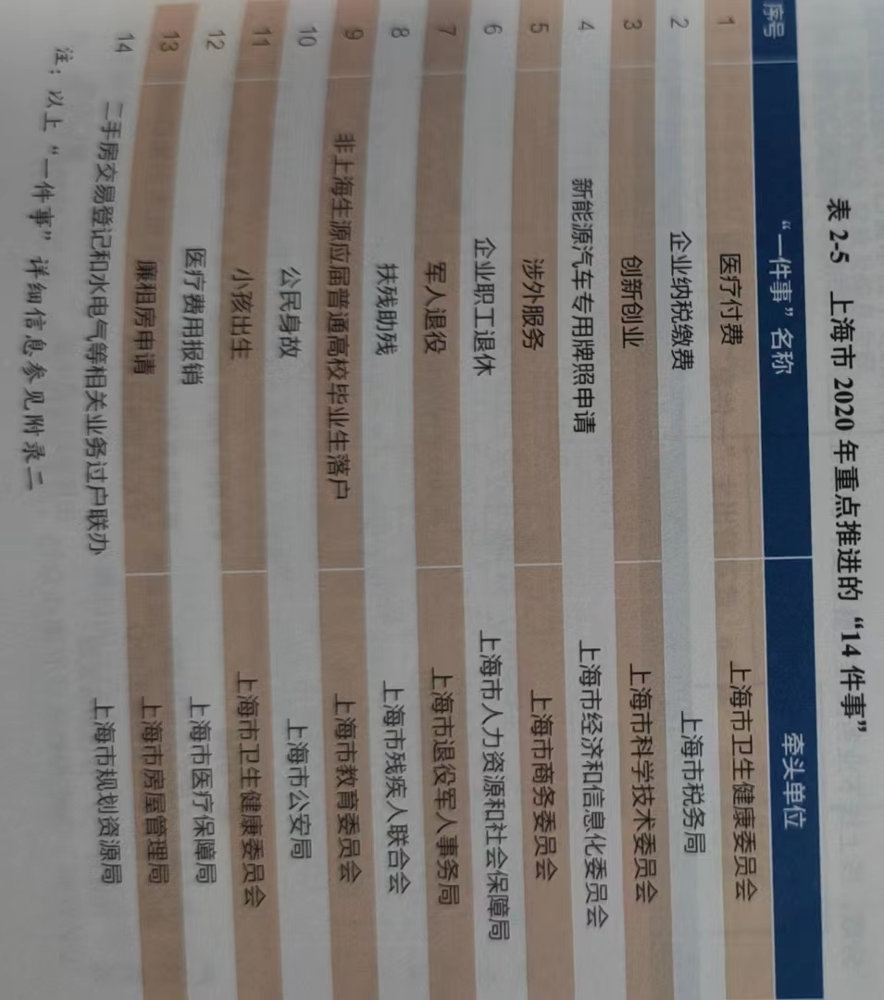 表 2-5 上海市 2020 年重点推进的“14 件事”
序号 “一件事”名称 牵头单位
1 医疗付费 上海市卫生健康委员会
2 企业纳税缴费 上海市税务局
3 创新创业 上海市科学技术委员会
4 新能源汽车专用牌照申请 上海市经济和信息化委员会
5 涉外服务 上海市商务委员会
6 企业职工退休 上海市人力资源和社会保障局
7 军人退役 上海市退役军人事务局
8 扶残助残 上海市残疾人联合会
9 非上海生源应届普通高校毕业生落户 上海市教育委员会
10 公民身故 上海市公安局
11 小孩出生 上海市卫生健康委员会
12 医疗费用报销 上海市医疗保障局
13 廉租房申请 上海市房屋管理局
14 二手房交易登记和水电气等相关业务过户联办 上海市规划资源局
注：以上“一件事”详细信息参见附录二